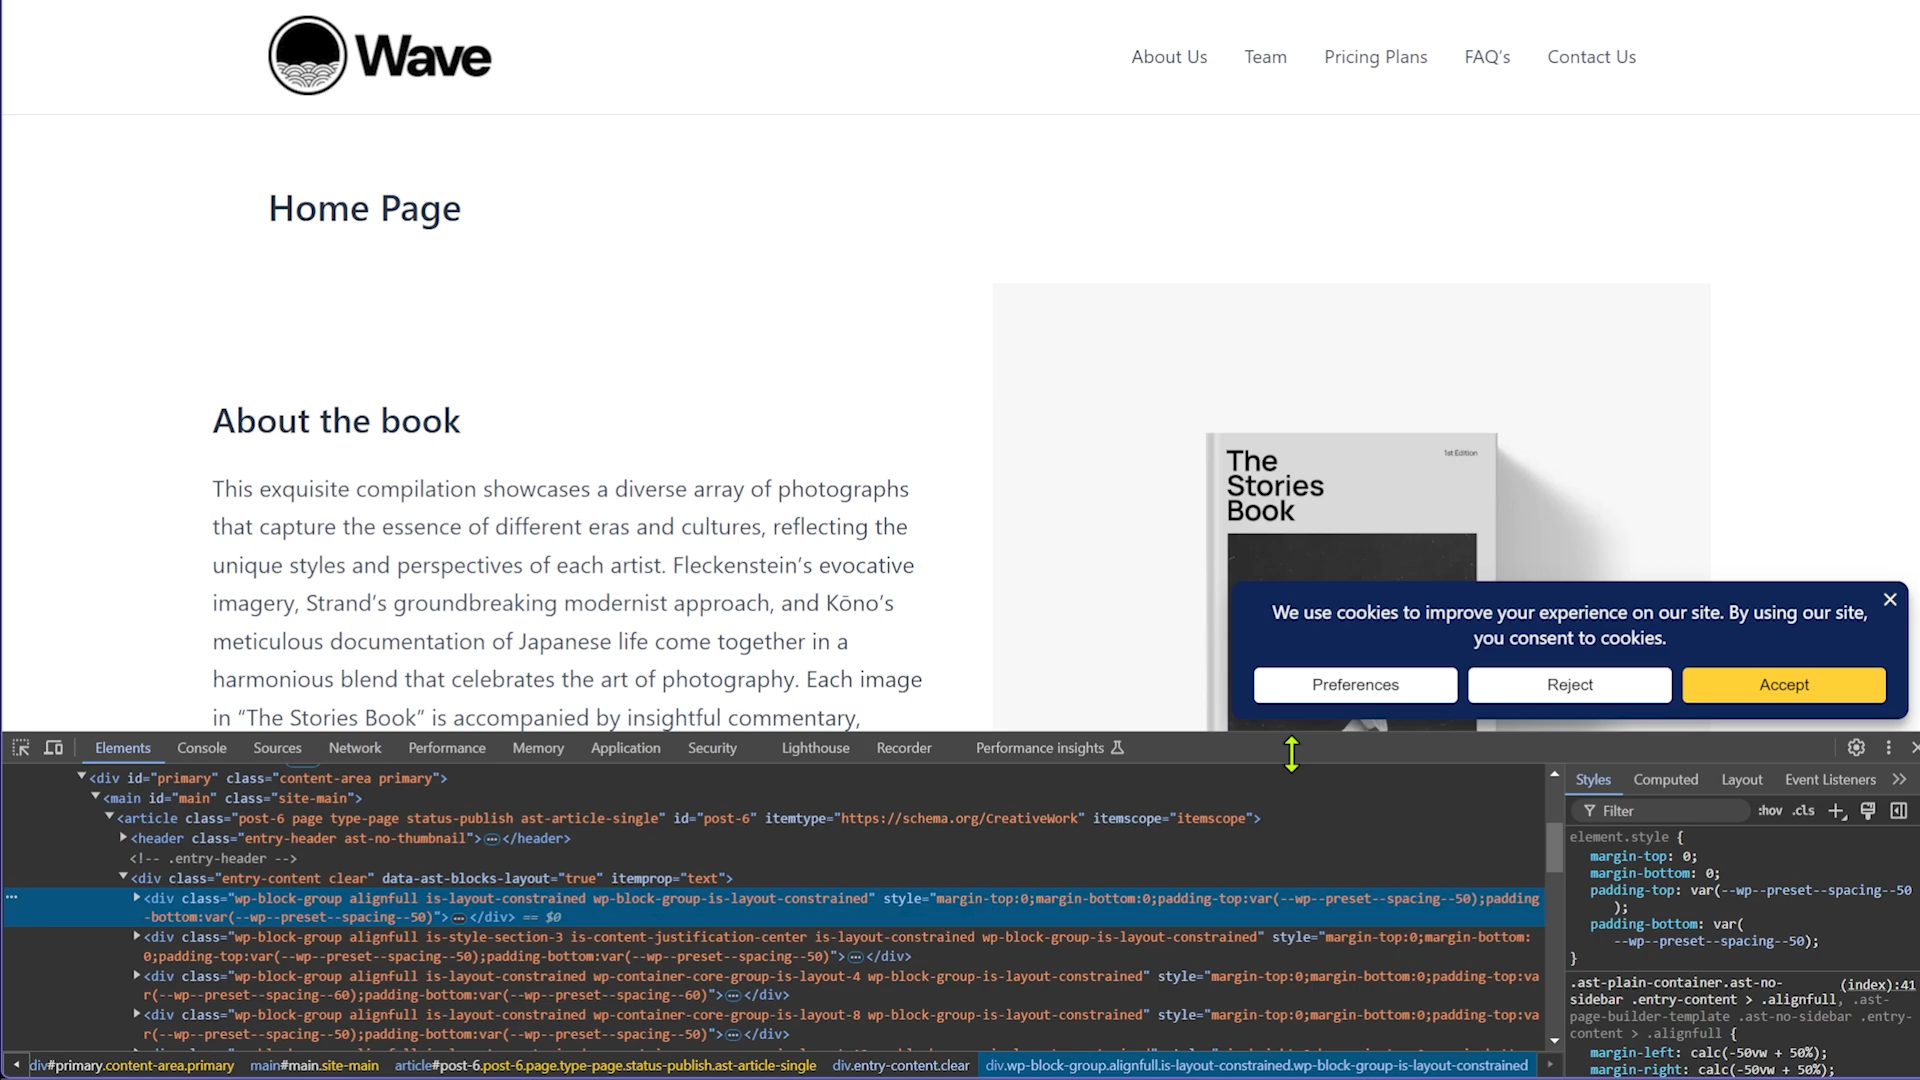 Wave
About Us Team Pricing Plans FAQ’s Contact Us
Home Page
About the book
This exquisite compilation showcases a diverse array of photographs
that capture the essence of different eras and cultures, reflecting the
unique styles and perspectives of each artist. Fleckenstein’s evocative
imagery, Strand’s groundbreaking modernist approach, and Kōno’s
meticulous documentation of Japanese life come together in a
harmonious blend that celebrates the art of photography. Each image
in “The Stories Book” is accompanied by insightful commentary,
The
Stories
Book
1st Edition
We use cookies to improve your experience on our site. By using our site,
you consent to cookies.
Preferences Reject Accept
Elements Console Sources Network Performance Memory Application Security Lighthouse Recorder Performance insights
<div id="primary" class="content-area primary">
<main id="main" class="site-main">
<article class="post-6 page type-page status-publish ast-article-single" id="post-6" itemtype="https://schema.org/CreativeWork" itemscope="itemscope">
<header class="entry-header ast-no-thumbnail">…</header>
<!-- .entry-header -->
<div class="entry-content clear" data-ast-blocks-layout="true" itemprop="text">
<div class="wp-block-group alignfull is-layout-constrained wp-block-group-is-layout-constrained" style="margin-top:0;margin-bottom:0;padding-top:var(--wp--preset--spacing--50);padding
-bottom:var(--wp--preset--spacing--50)">…</div> == $0
<div class="wp-block-group alignfull is-style-section-3 is-content-justification-center is-layout-constrained wp-block-group-is-layout-constrained" style="margin-top:0;margin-bottom:
0;padding-top:var(--wp--preset--spacing--50);padding-bottom:var(--wp--preset--spacing--50)">…</div>
<div class="wp-block-group alignfull is-layout-constrained wp-container-core-group-is-layout-4 wp-block-group-is-layout-constrained" style="margin-top:0;margin-bottom:0;padding-top:va
r(--wp--preset--spacing--60);padding-bottom:var(--wp--preset--spacing--60)">…</div>
<div class="wp-block-group alignfull is-layout-constrained wp-container-core-group-is-layout-8 wp-block-group-is-layout-constrained" style="margin-top:0;margin-bottom:0;padding-top:va
r(--wp--preset--spacing--50);padding-bottom:var(--wp--preset--spacing--50)">…</div>
div#primary.content-area.primary main#main.site-main article#post-6.post-6.page.type-page.status-publish.ast-article-single div.entry-content.clear div.wp-block-group.alignfull.is-layout-constrained.wp-block-group-is-layout-constrained
Styles Computed Layout Event Listeners
Filter :hov .cls
element.style {
margin-top: 0;
margin-bottom: 0;
padding-top: var(--wp--preset--spacing--50
);
padding-bottom: var(
--wp--preset--spacing--50);
}
.ast-plain-container.ast-no- (index):41
sidebar .entry-content > .alignfull, .ast-
page-builder-template .ast-no-sidebar .entry-
content > .alignfull {
margin-left: calc(-50vw + 50%);
margin-right: calc(-50vw + 50%);